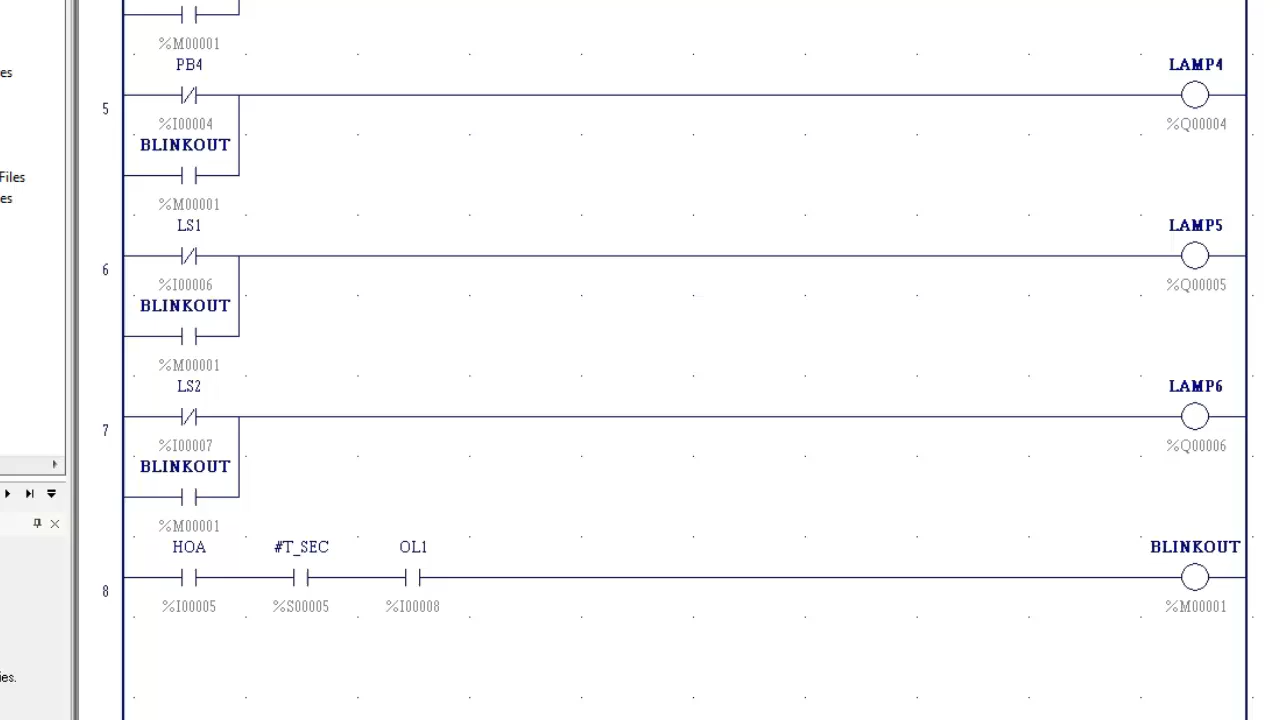 %M00001
PB4
LAMP4
5
%I00004
%Q00004
BLINKOUT
%M00001
LS1
LAMP5
6
%I00006
%Q00005
BLINKOUT
%M00001
LS2
LAMP6
7
%I00007
%Q00006
BLINKOUT
%M00001
HOA #T_SEC OL1 BLINKOUT
8
%I00005 %S00005 %I00008 %M00001
es
Files
es
ies.